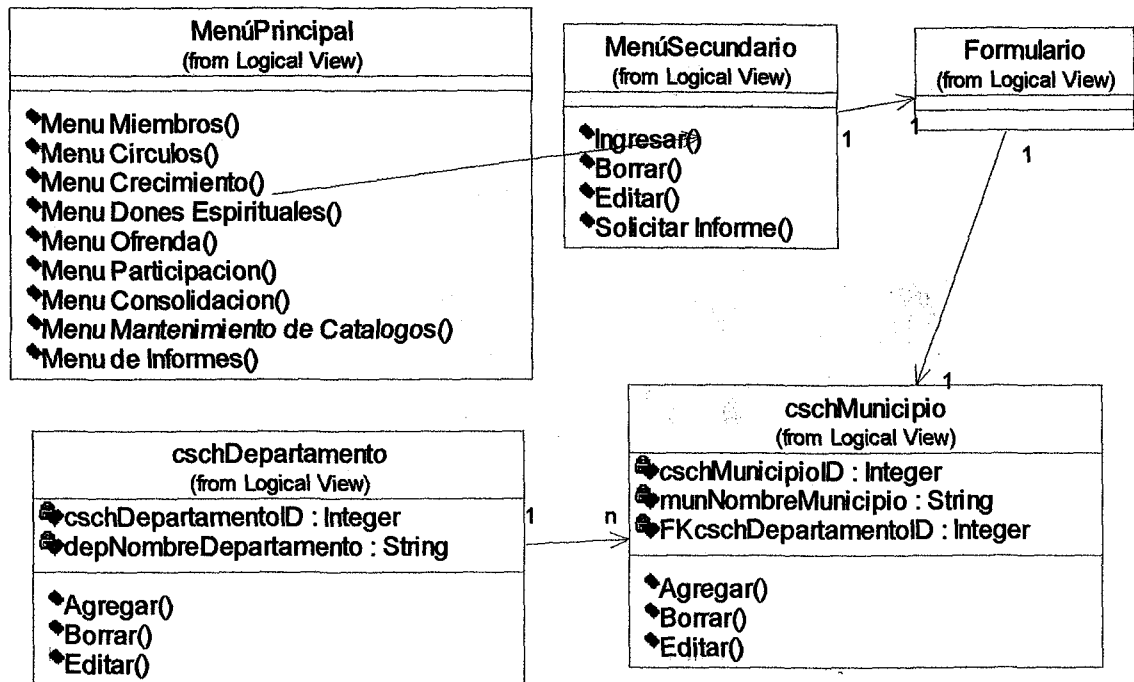 MenúPrincipal
(from Logical View)
Menu Miembros()
Menu Circulos()
Menu Crecimiento()
Menu Dones Espirituales()
Menu Ofrenda()
Menu Participacion()
Menu Consolidacion()
Menu Mantenimiento de Catalogos()
Menu de Informes()
MenúSecundario
(from Logical View)
Ingresar()
Borrar()
Editar()
Solicitar Informe()
1
1
Formulario
(from Logical View)
1
1
cschDepartamento
(from Logical View)
cschDepartamentoID : Integer
depNombreDepartamento : String
Agregar()
Borrar()
Editar()
1
n
cschMunicipio
(from Logical View)
cschMunicipioID : Integer
munNombreMunicipio : String
FKcschDepartamentoID : Integer
Agregar()
Borrar()
Editar()